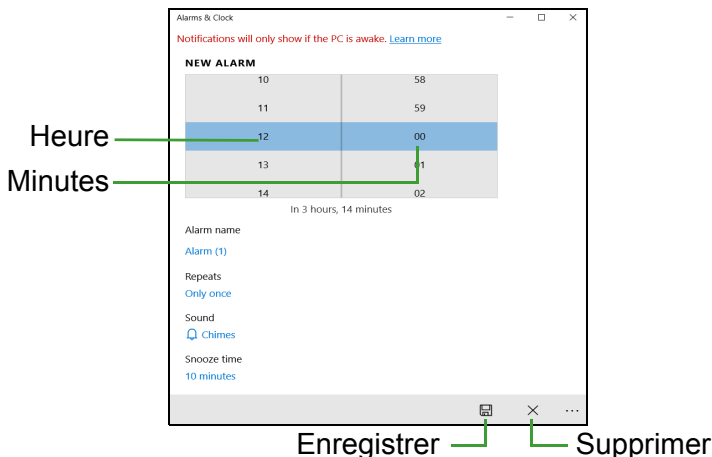 Alarms & Clock
Notifications will only show if the PC is awake. Learn more
NEW ALARM
10 58
11 59
Heure 12 00
13 01
Minutes
14 02
In 3 hours, 14 minutes
Alarm name
Alarm (1)
Repeats
Only once
Sound
Chimes
Snooze time
10 minutes
...
Enregistrer Supprimer